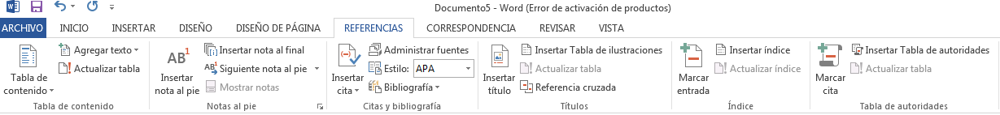 Documento5 - Word (Error de activación de productos)
ARCHIVO INICIO INSERTAR DISEÑO DISEÑO DE PÁGINA REFERENCIAS CORRESPONDENCIA REVISAR VISTA
Tabla de
contenido
Agregar texto
Actualizar tabla
Tabla de contenido
AB1
Insertar
nota al pie
Insertar nota al final
Siguiente nota al pie
Mostrar notas
Notas al pie
Insertar
cita
Administrar fuentes
Estilo: APA
Bibliografía
Citas y bibliografía
Insertar
título
Insertar Tabla de ilustraciones
Actualizar tabla
Referencia cruzada
Títulos
Marcar
entrada
Insertar índice
Actualizar índice
Índice
Marcar
cita
Insertar Tabla de autoridades
Actualizar tabla
Tabla de autoridades